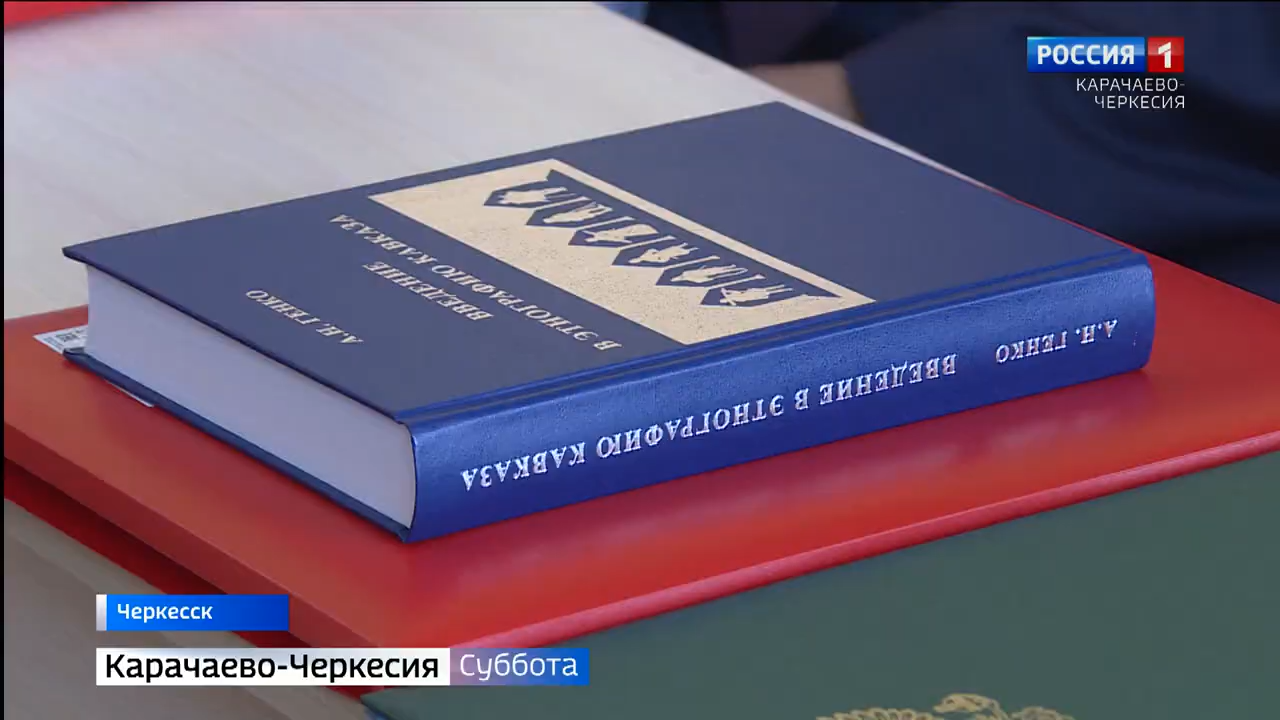 РОССИЯ 1
КАРАЧАЕВО-
ЧЕРКЕСИЯ
А.Н. ГЕНКО
ВВЕДЕНИЕ
В ЭТНОГРАФИЮ КАВКАЗА
А.Н. ГЕНКО ВВЕДЕНИЕ В ЭТНОГРАФИЮ КАВКАЗА
Черкесск
Карачаево-Черкесия Суббота